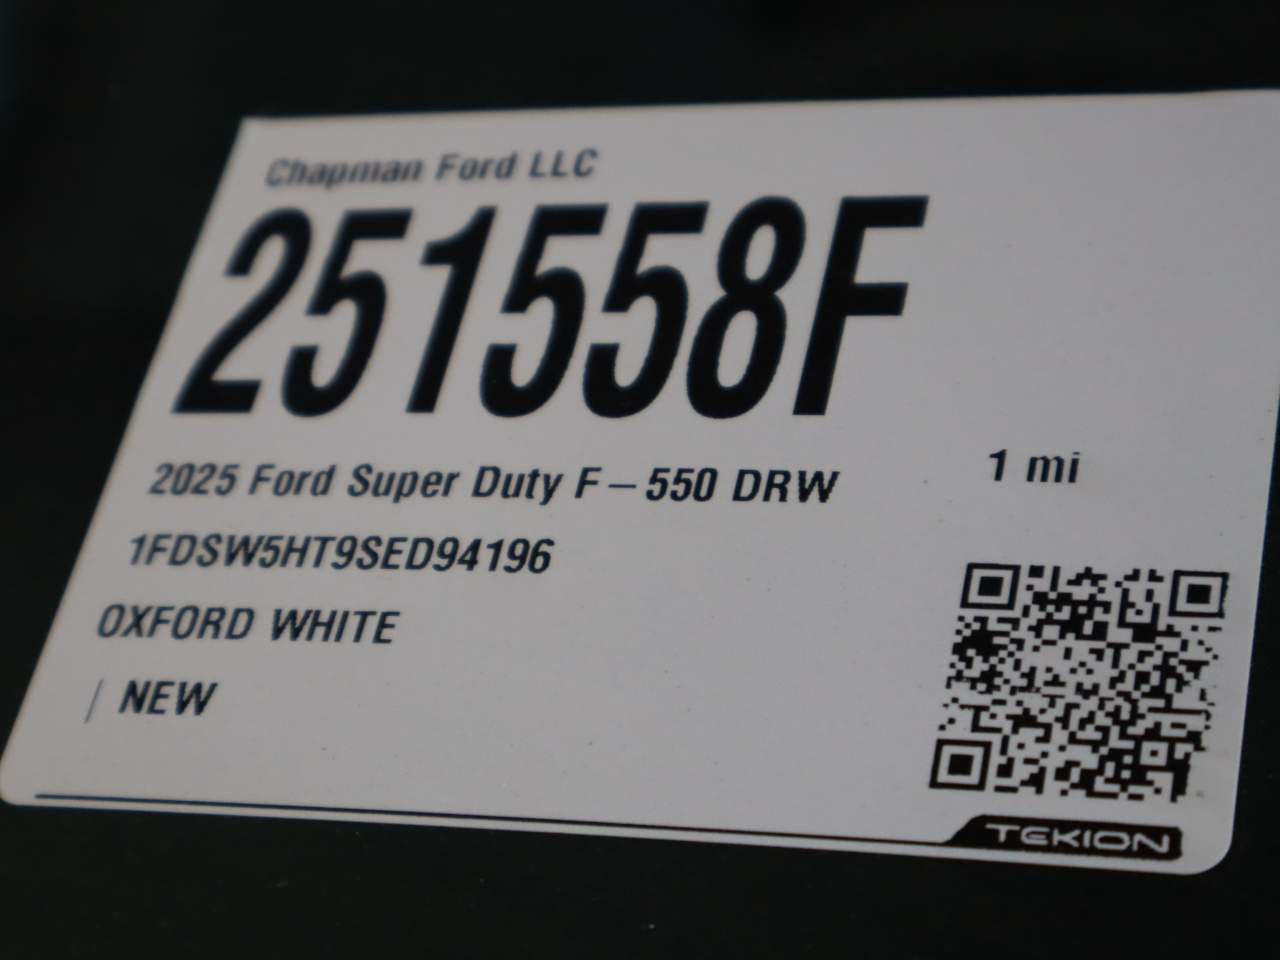 Chapman Ford LLC
251558F
2025 Ford Super Duty F-550 DRW
1 mi
1FDSW5HT9SED94196
OXFORD WHITE
| NEW
TEKION